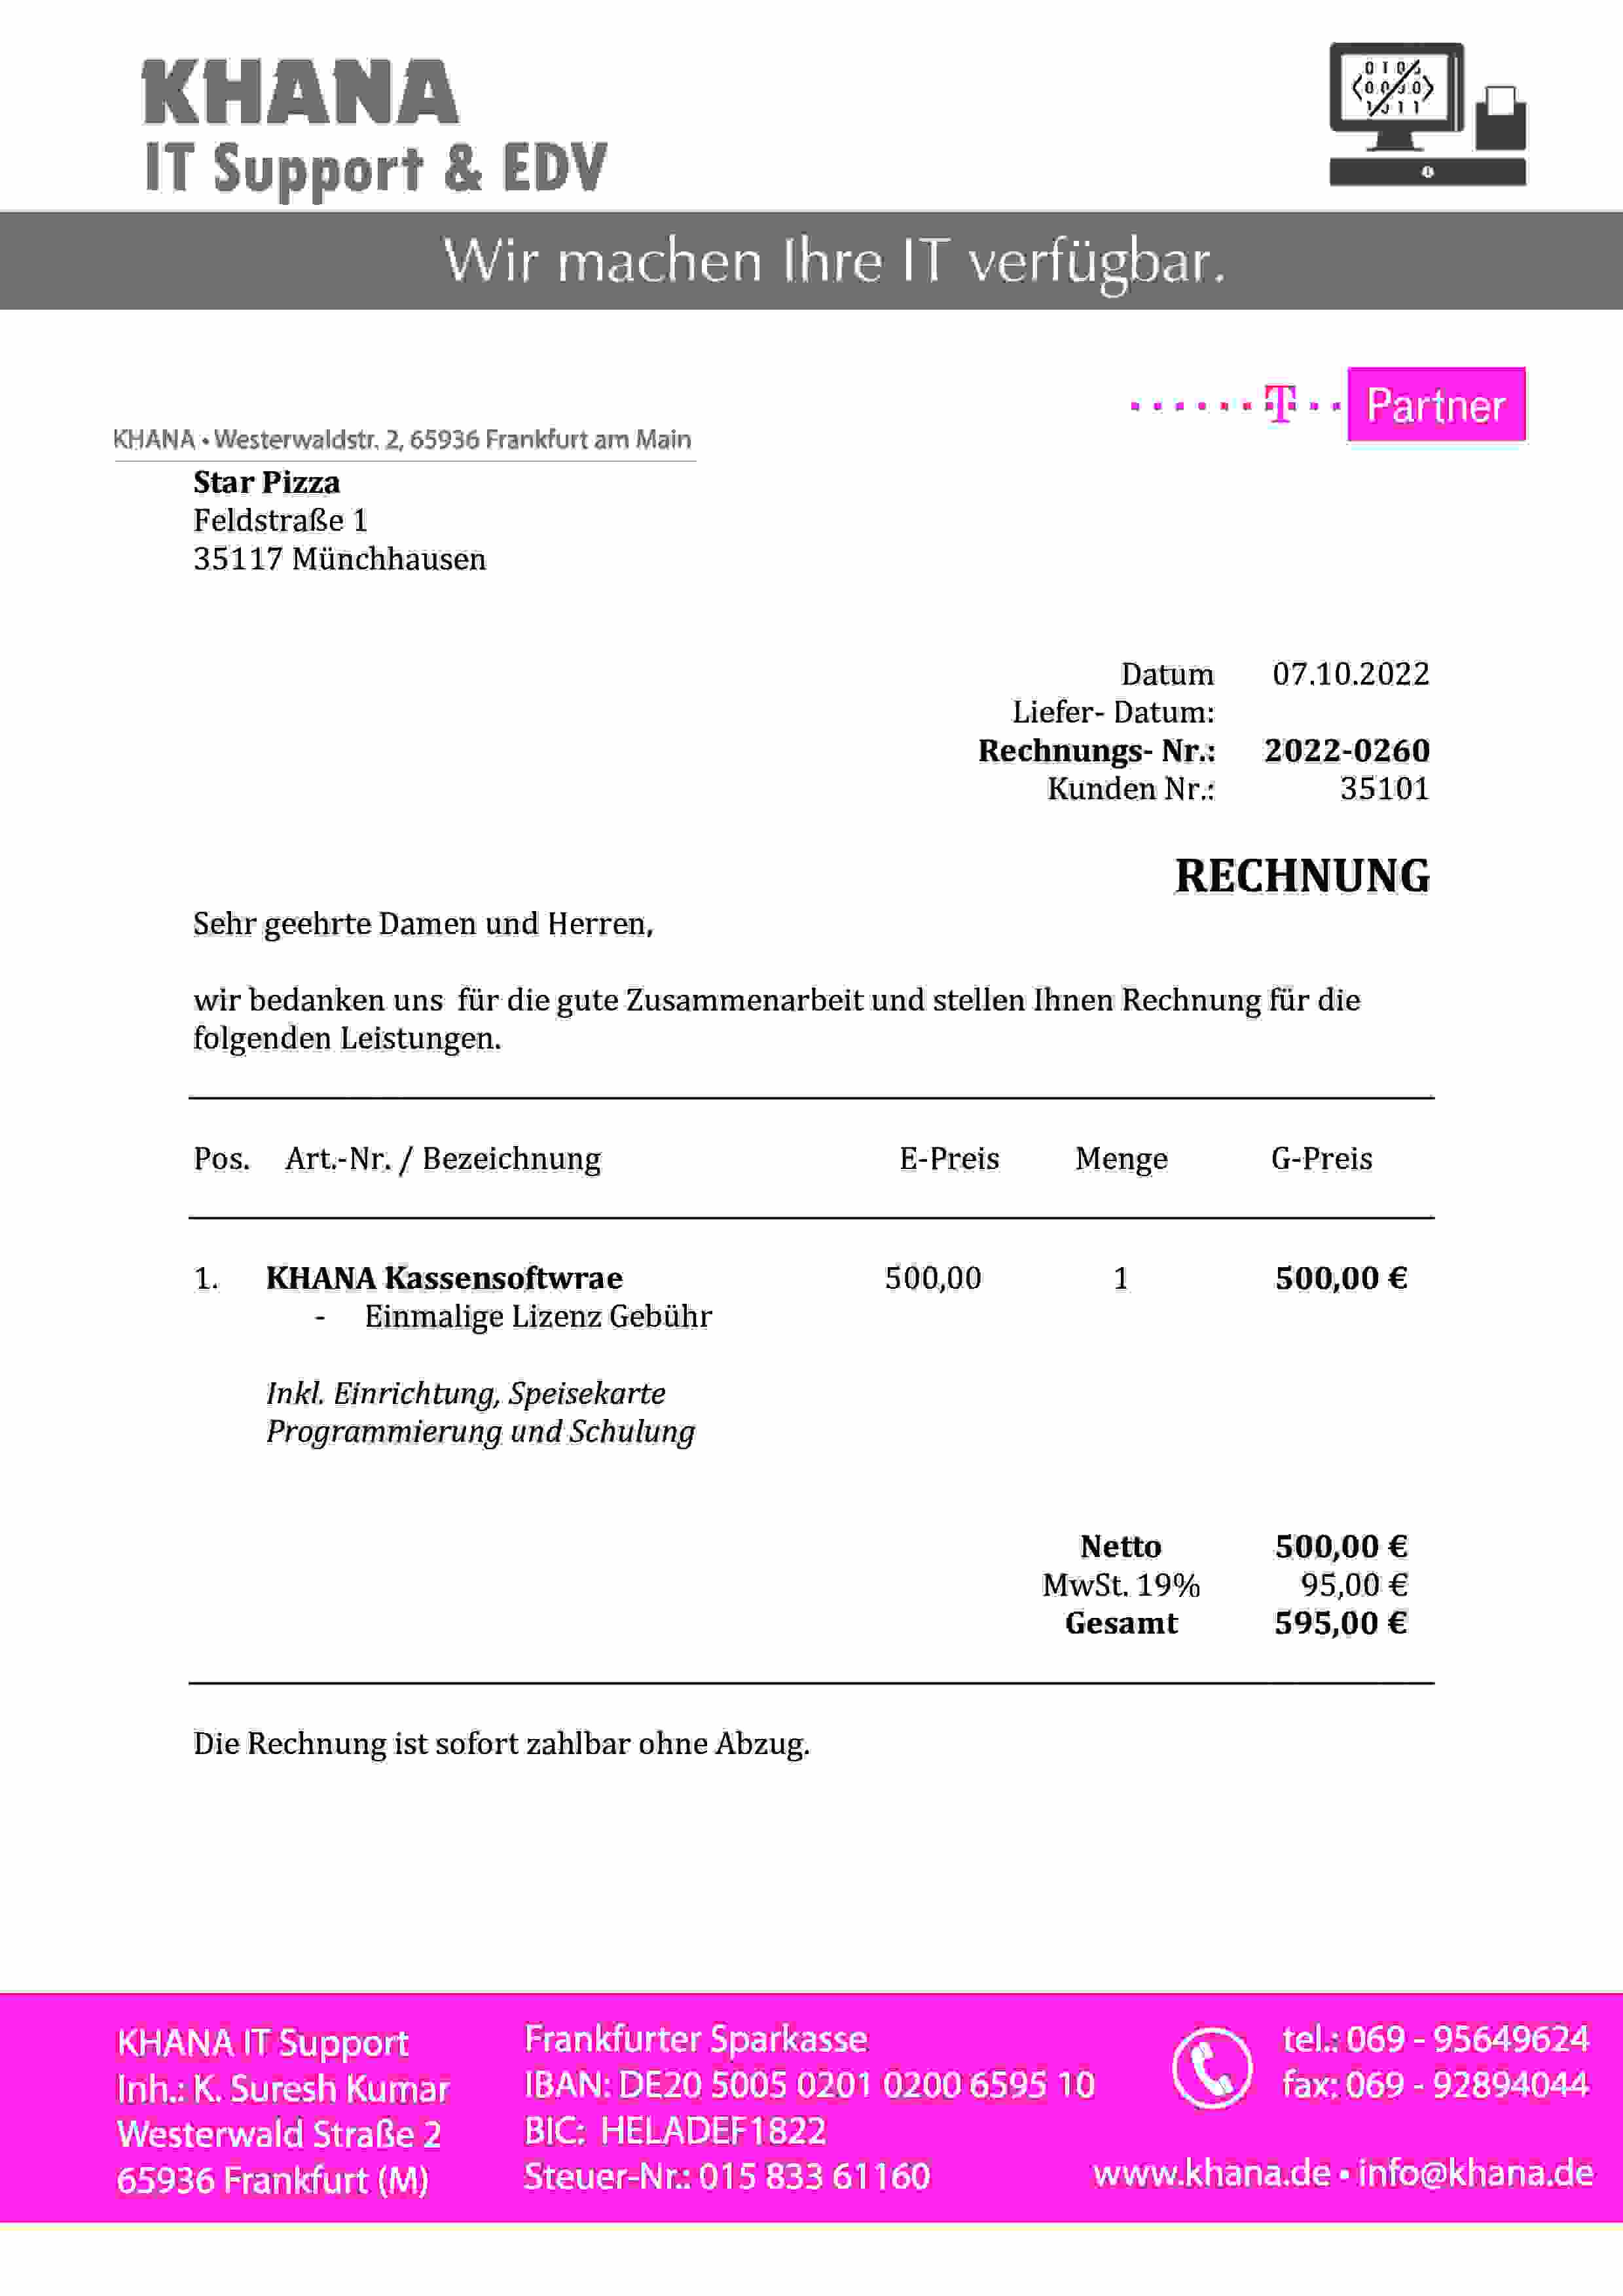 KHANA
IT Support & EDV
Wir machen Ihre IT verfügbar.
T Partner
KHANA • Westerwaldstr. 2, 65936 Frankfurt am Main
Star Pizza
Feldstraße 1
35117 Münchhausen
Datum 07.10.2022
Liefer- Datum:
Rechnungs- Nr.: 2022-0260
Kunden Nr.: 35101
RECHNUNG
Sehr geehrte Damen und Herren,
wir bedanken uns für die gute Zusammenarbeit und stellen Ihnen Rechnung für die
folgenden Leistungen.
Pos. Art.-Nr. / Bezeichnung E-Preis Menge G-Preis
1. KHANA Kassensoftwrae 500,00 1 500,00 €
- Einmalige Lizenz Gebühr
Inkl. Einrichtung, Speisekarte
Programmierung und Schulung
Netto 500,00 €
MwSt. 19% 95,00 €
Gesamt 595,00 €
Die Rechnung ist sofort zahlbar ohne Abzug.
KHANA IT Support
Inh.: K. Suresh Kumar
Westerwald Straße 2
65936 Frankfurt (M)
Frankfurter Sparkasse
IBAN: DE20 5005 0201 0200 6595 10
BIC: HELADEF1822
Steuer-Nr.: 015 833 61160
tel.: 069 - 95649624
fax: 069 - 92894044
www.khana.de • info@khana.de